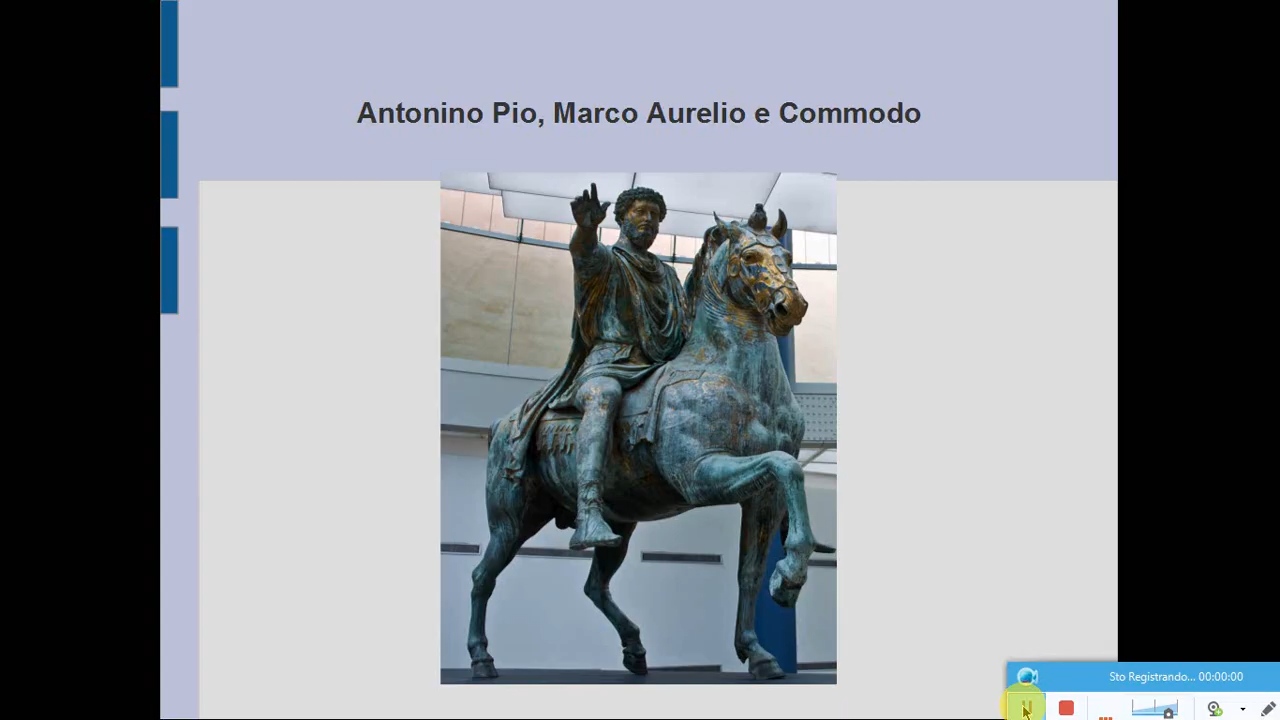 Antonino Pio, Marco Aurelio e Commodo
Sto Registrando... 00:00:00